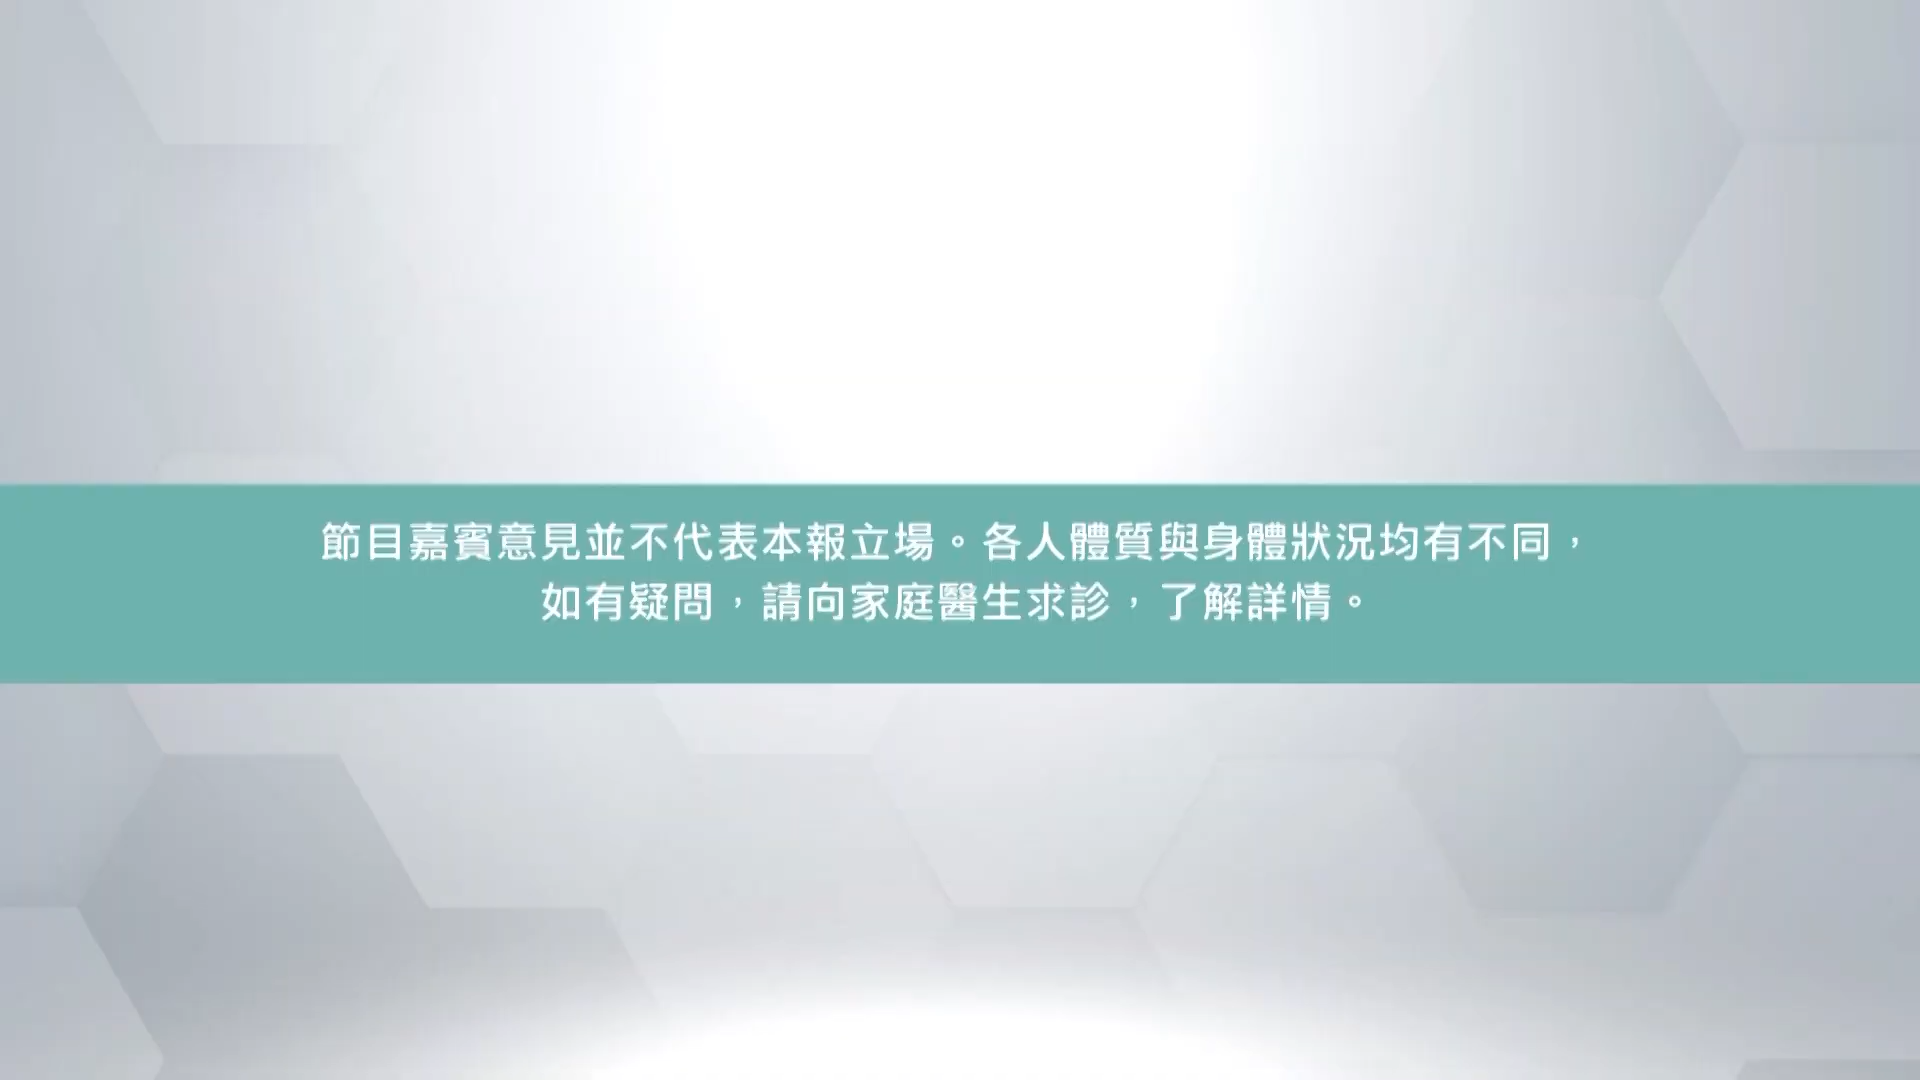 節目嘉賓意見並不代表本報立場。各人體質與身體狀況均有不同，
如有疑問，請向家庭醫生求診，了解詳情。